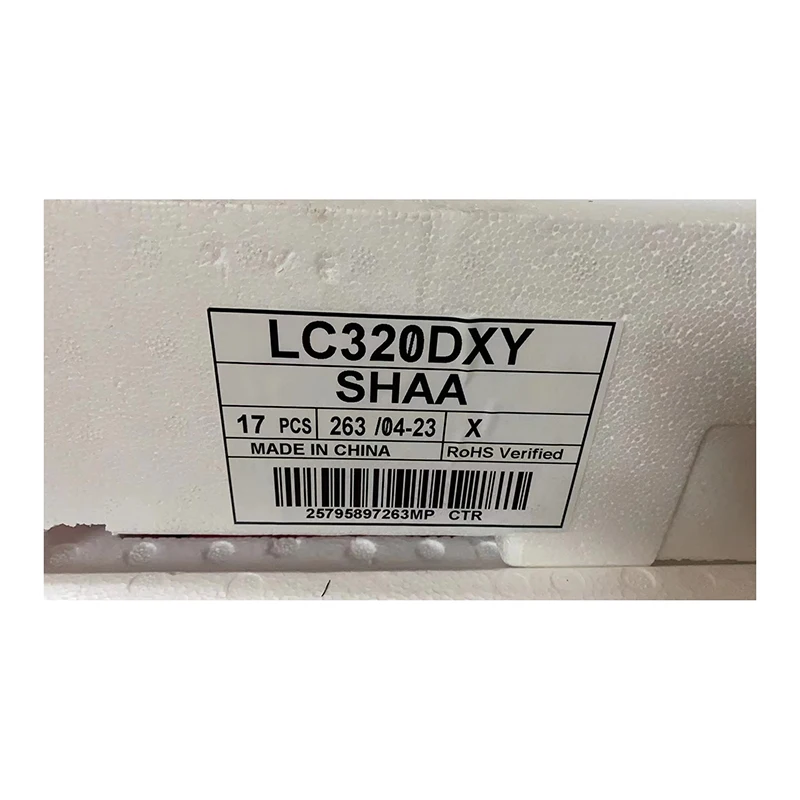 LC320DXY
SHAA
17 PCS 263 /04-23 X
MADE IN CHINA RoHS Verified
25795897263MP CTR